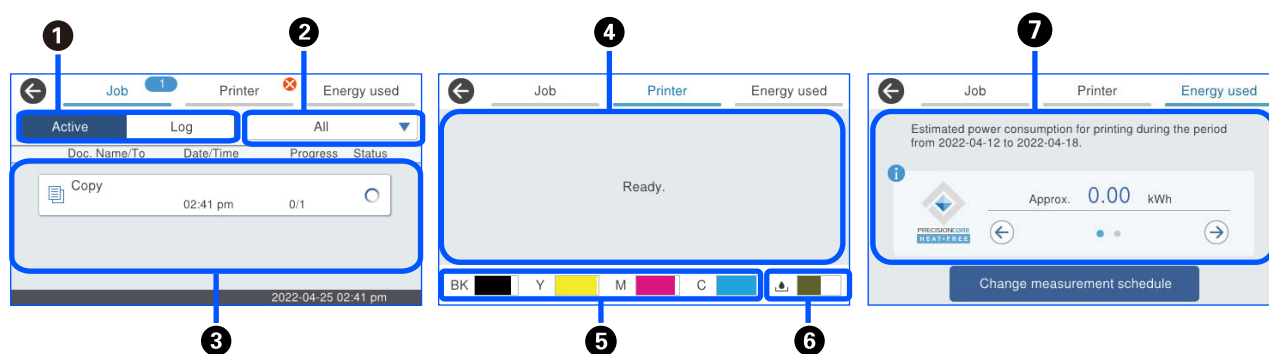 1 2 4 7
Job 1 Printer Energy used
Active Log All
Doc. Name/To Date/Time Progress Status
Copy
02:41 pm 0/1
2022-04-25 02:41 pm
3
Job Printer Energy used
Ready.
BK Y M C
5 6
Job Printer Energy used
Estimated power consumption for printing during the period
from 2022-04-12 to 2022-04-18.
i
Approx. 0.00 kWh
PRECISIONCORE
HEAT-FREE
Change measurement schedule